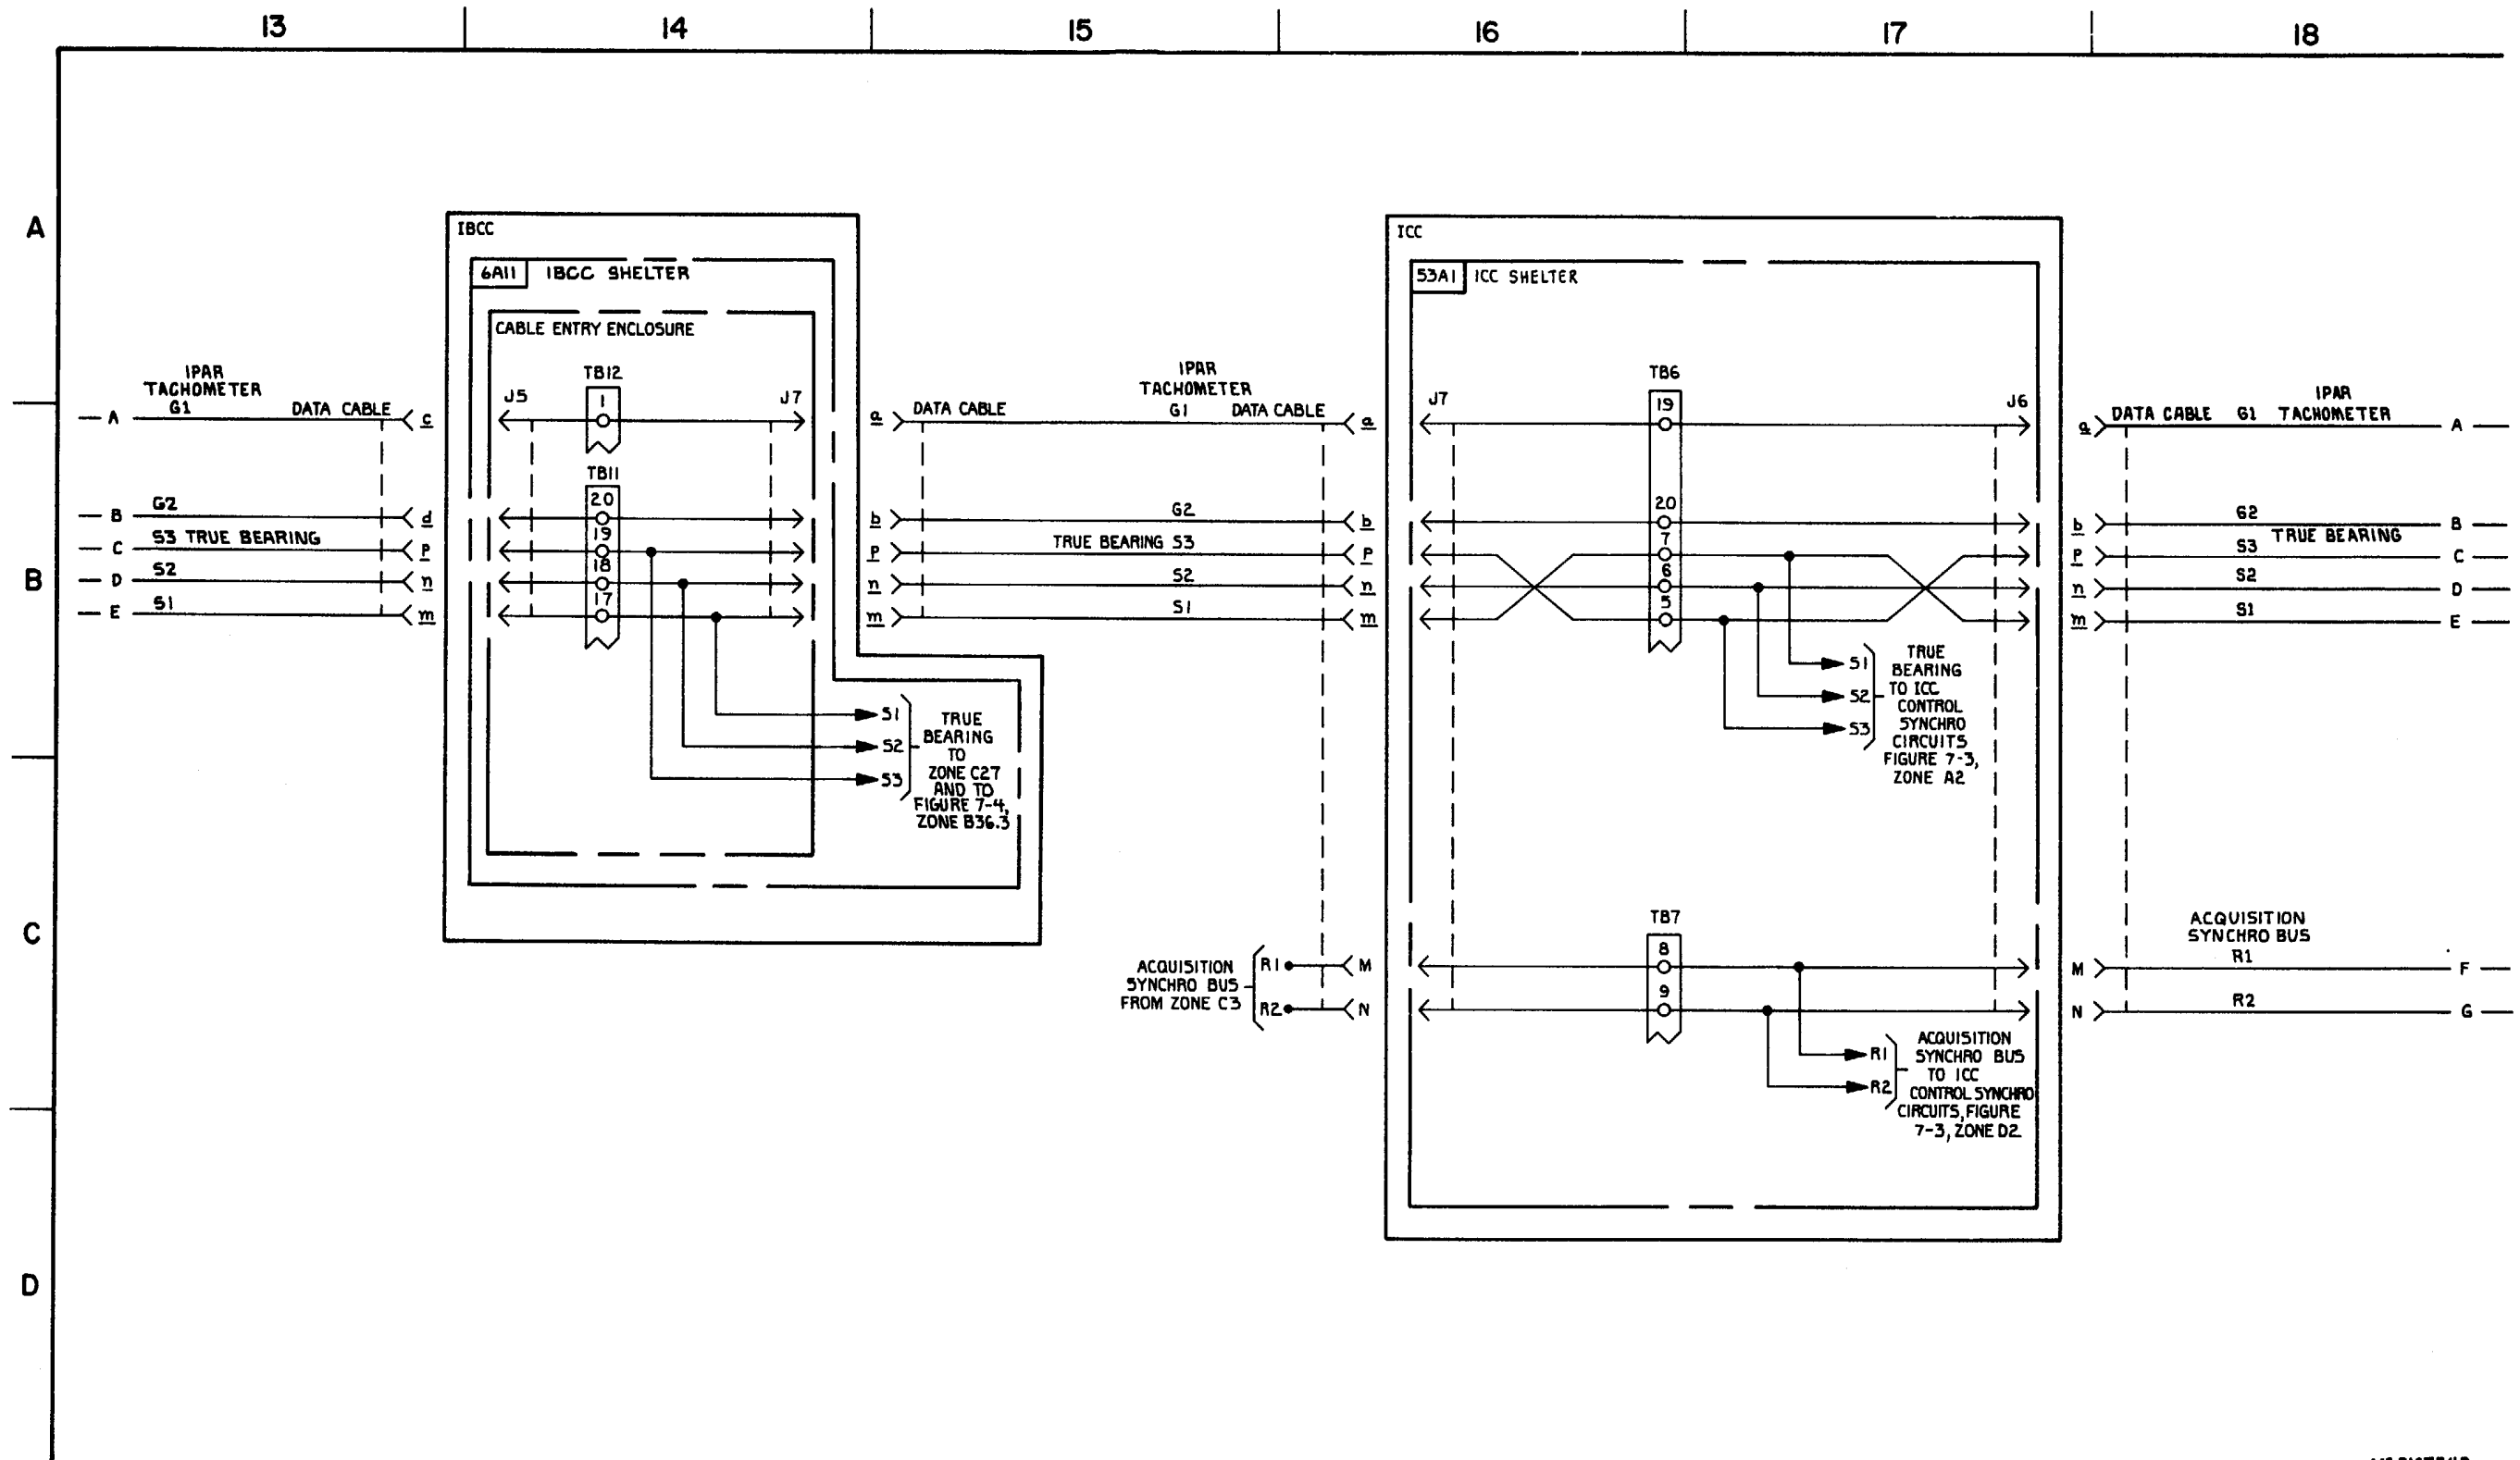 13 14 15 16 17 18
A
B
C
D
IPAR
TACHOMETER
A G1 DATA CABLE c
B G2 d
C S3 TRUE BEARING p
D S2 n
E S1 m
IBCC
6A11 IBCC SHELTER
CABLE ENTRY ENCLOSURE
TB12
J5 1 J7
TB11
20
19
18
17
S1
S2
S3
TRUE
BEARING
TO
ZONE C27
AND TO
FIGURE 7-4,
ZONE B36.3
IPAR
TACHOMETER
a DATA CABLE G1 DATA CABLE a
b G2 b
p TRUE BEARING S3 p
n S2 n
m S1 m
ACQUISITION
SYNCHRO BUS
FROM ZONE C3
R1 M
R2 N
ICC
53A1 ICC SHELTER
TB6
J7 19 J6
20
7
6
5
S1
S2
S3
TRUE
BEARING
TO ICC
CONTROL
SYNCHRO
CIRCUITS
FIGURE 7-3,
ZONE A2
TB7
8
9
R1
R2
ACQUISITION
SYNCHRO BUS
TO ICC
CONTROL SYNCHRO
CIRCUITS, FIGURE
7-3, ZONE D2
IPAR
a DATA CABLE G1 TACHOMETER A
b G2 B
TRUE BEARING
p S3 C
n S2 D
m S1 E
ACQUISITION
SYNCHRO BUS
M R1 F
N R2 G